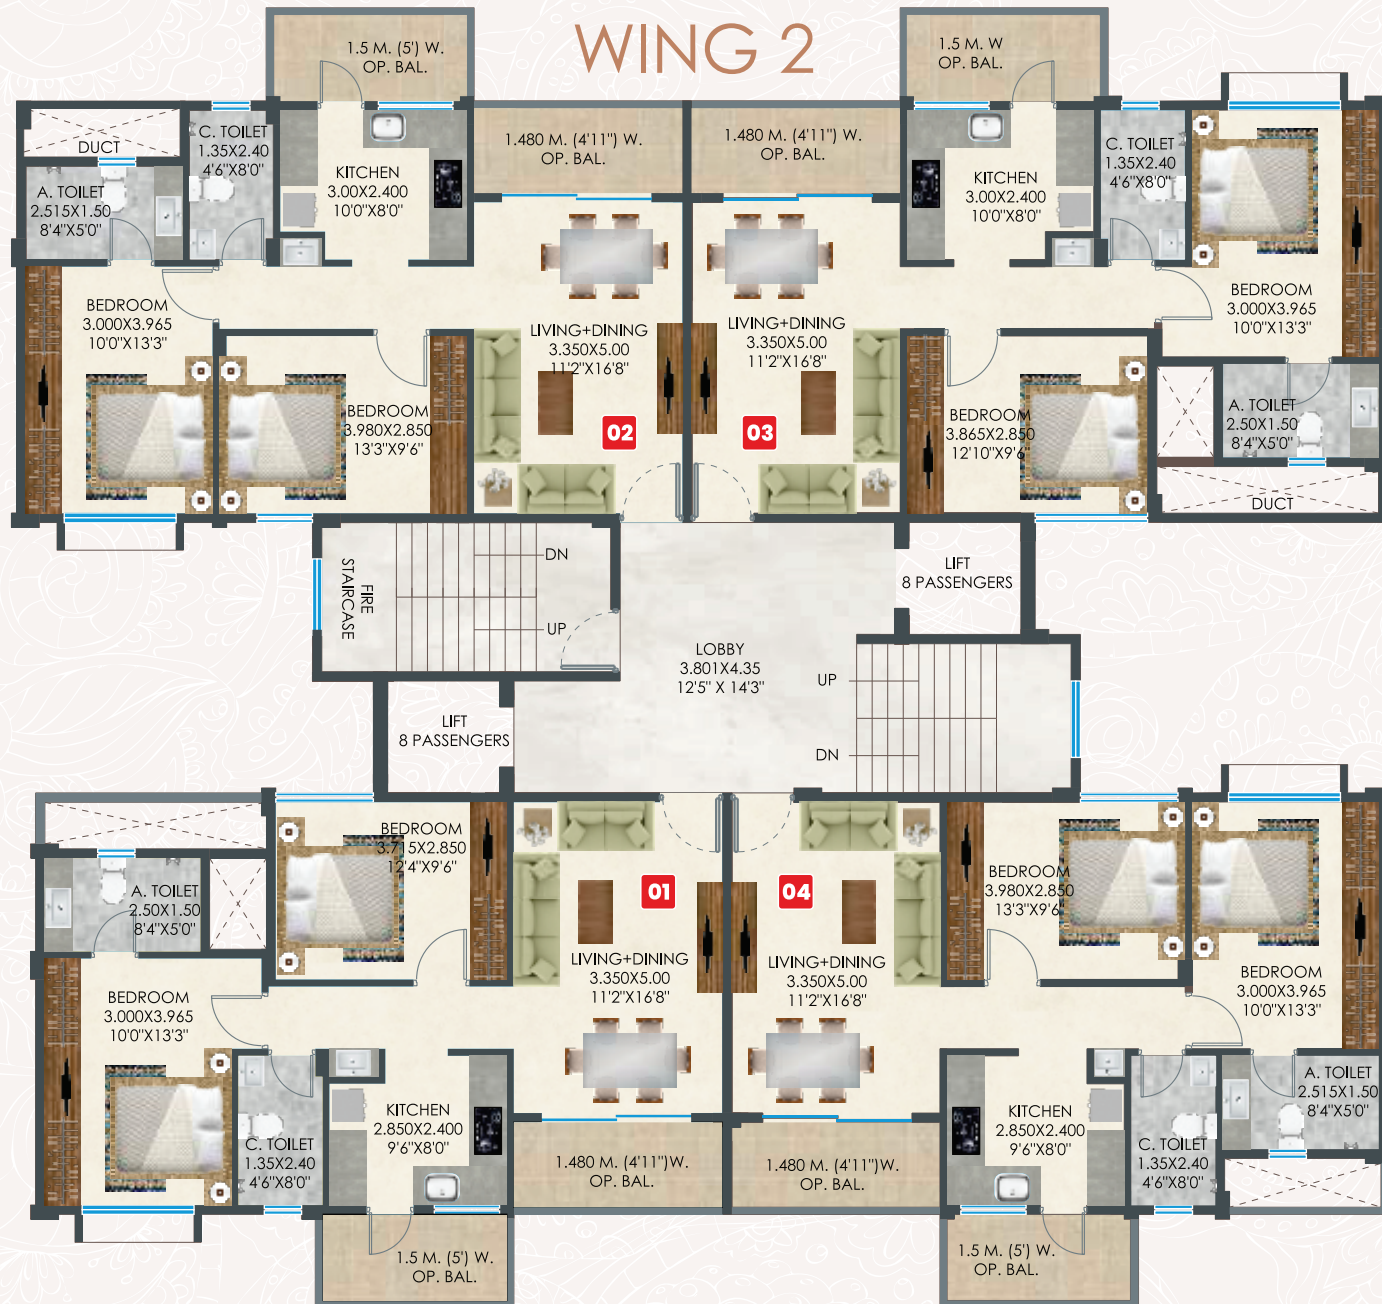 WING 2
1.5 M. (5') W.
OP. BAL.
1.5 M. W
OP. BAL.
DUCT
C. TOILET
1.35X2.40
4'6"X8'0"
A. TOILET
2.515X1.50
8'4"X5'0"
KITCHEN
3.00X2.400
10'0"X8'0"
1.480 M. (4'11") W.
OP. BAL.
1.480 M. (4'11") W.
OP. BAL.
KITCHEN
3.00X2.400
10'0"X8'0"
C. TOILET
1.35X2.40
4'6"X8'0"
BEDROOM
3.000X3.965
10'0"X13'3"
BEDROOM
3.980X2.850
13'3"X9'6"
LIVING+DINING
3.350X5.00
11'2"X16'8"
02
LIVING+DINING
3.350X5.00
11'2"X16'8"
03
BEDROOM
3.865X2.850
12'10"X9'6"
BEDROOM
3.000X3.965
10'0"X13'3"
A. TOILET
2.50X1.50
8'4"X5'0"
DUCT
FIRE
STAIRCASE
DN
UP
LIFT
8 PASSENGERS
LOBBY
3.801X4.35
12'5" X 14'3"
UP
DN
LIFT
8 PASSENGERS
BEDROOM
3.715X2.850
12'4"X9'6"
A. TOILET
2.50X1.50
8'4"X5'0"
01
LIVING+DINING
3.350X5.00
11'2"X16'8"
04
LIVING+DINING
3.350X5.00
11'2"X16'8"
BEDROOM
3.980X2.850
13'3"X9'6"
BEDROOM
3.000X3.965
10'0"X13'3"
BEDROOM
3.000X3.965
10'0"X13'3"
C. TOILET
1.35X2.40
4'6"X8'0"
KITCHEN
2.850X2.400
9'6"X8'0"
1.480 M. (4'11")W.
OP. BAL.
1.480 M. (4'11")W.
OP. BAL.
KITCHEN
2.850X2.400
9'6"X8'0"
C. TOILET
1.35X2.40
4'6"X8'0"
A. TOILET
2.515X1.50
8'4"X5'0"
1.5 M. (5') W.
OP. BAL.
1.5 M. (5') W.
OP. BAL.